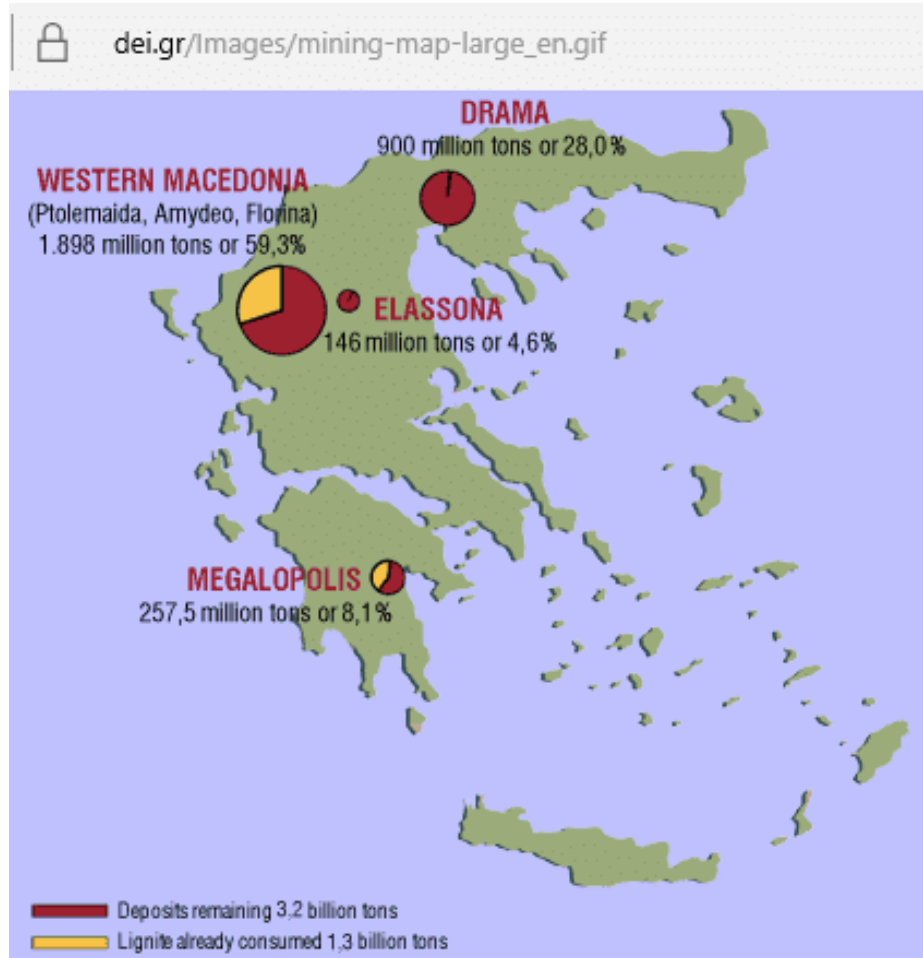 dei.gr/Images/mining-map-large_en.gif
DRAMA
900 million tons or 28,0%
WESTERN MACEDONIA
(Ptolemaida, Amydeo, Florina)
1.898 million tons or 59,3%
ELASSONA
146 million tons or 4,6%
MEGALOPOLIS
257,5 million tons or 8,1%
Deposits remaining 3,2 billion tons
Lignite already consumed 1,3 billion tons